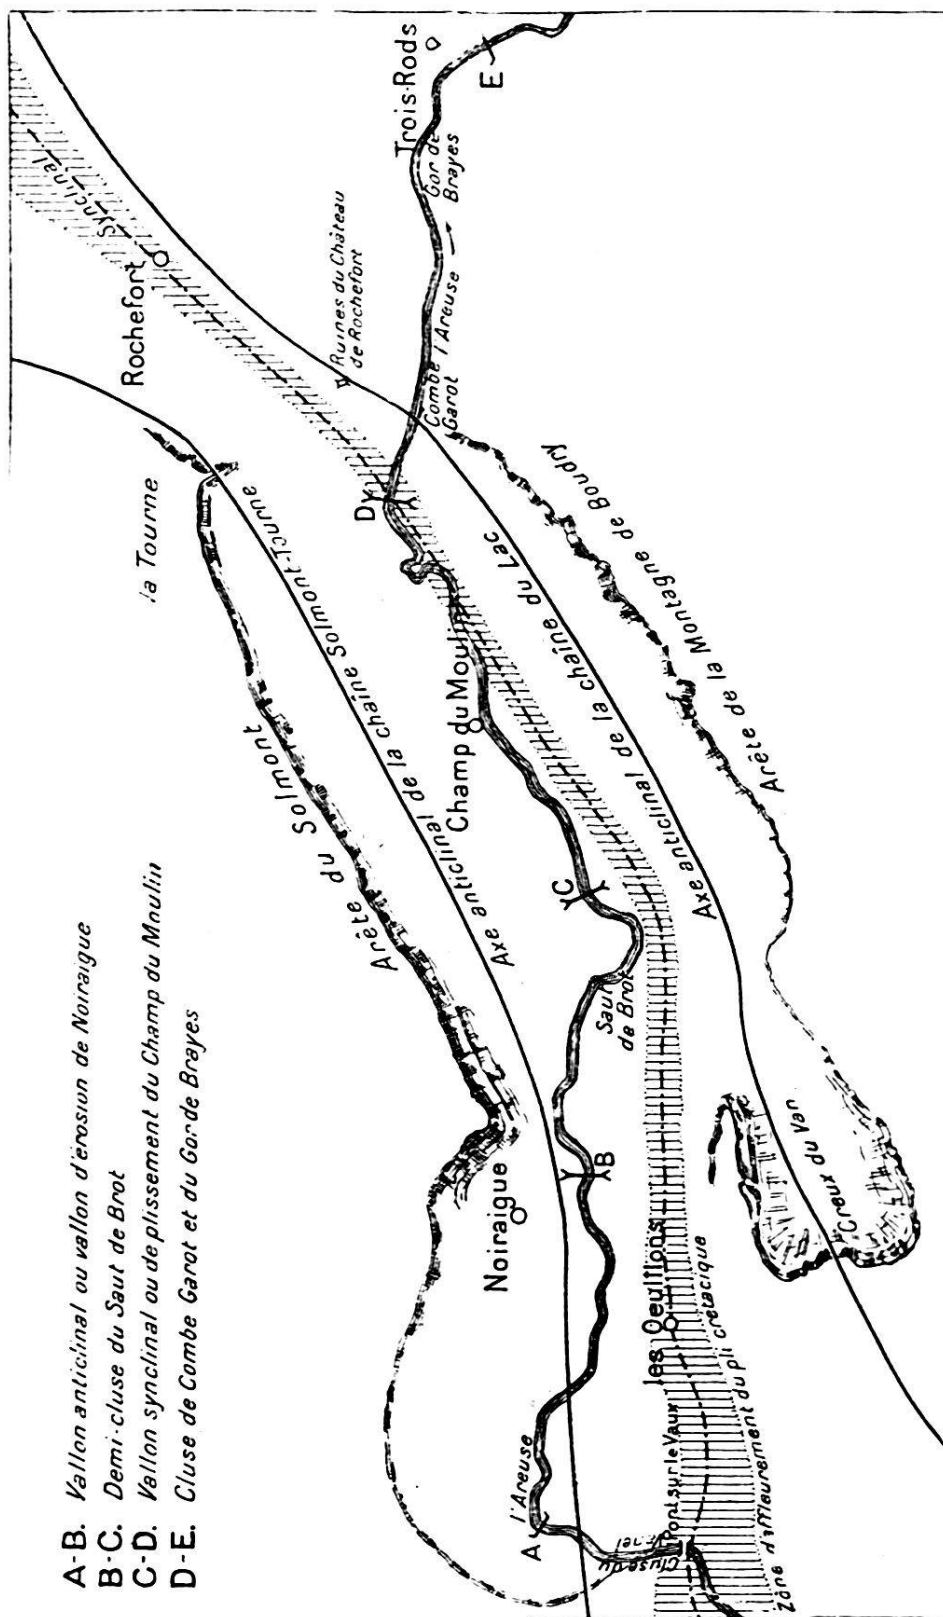 A-B. Vallon anticlinal ou vallon d'érosion de Noiraigue
B-C. Demi-cluse du Saut de Brot
C-D. Vallon synclinal ou de plissement du Champ du Moulin
D-E. Cluse de Combe Garot et du Gor de Brayes
la Tourne
Rochefort
Synclinal
Ruines du Château
de Rochefort
Trois-Rods
E
Gor de
Brayes
Combe l'Areuse
Garot
D
Arête du Solmont
Axe anticlinal de la chaîne Solmont-Tourne
Champ du Moulin
Axe anticlinal de la chaîne du Lac
Arête de la Montagne de Boudry
C
Saut
de Brot
Noiraigue
B
les Oeuillons
Creux du Van
l'Areuse
A
Cluse du
Pont sur le Vaux
Zône d'affleurement du pli crétacique